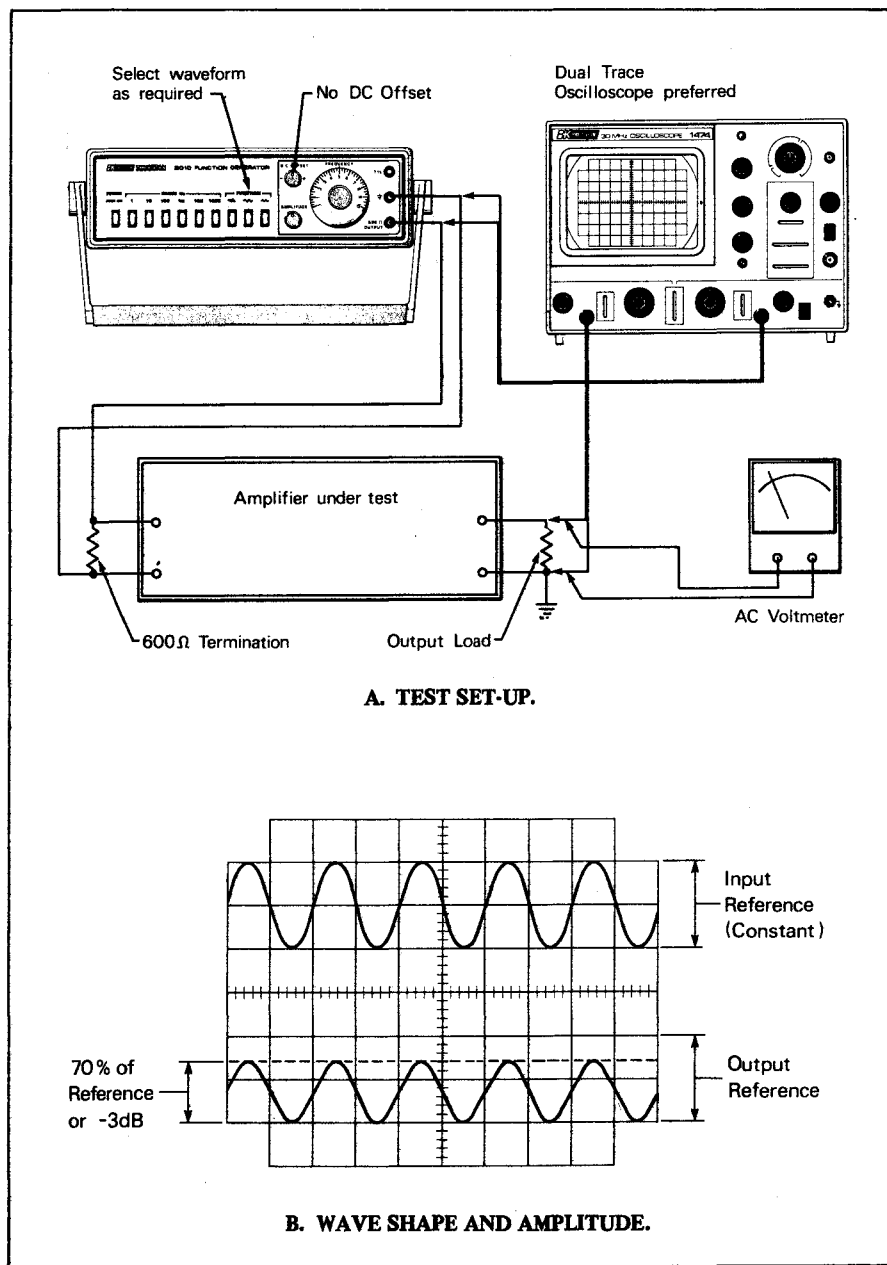 Select waveform
as required
No DC Offset
Dual Trace
Oscilloscope preferred
FUNCTION GENERATOR
FREQUENCY
AMPLITUDE
OUTPUT
30 MHz OSCILLOSCOPE 1474
Amplifier under test
600Ω Termination
Output Load
AC Voltmeter
A. TEST SET-UP.
Input
Reference
(Constant)
70% of
Reference
or -3dB
Output
Reference
B. WAVE SHAPE AND AMPLITUDE.